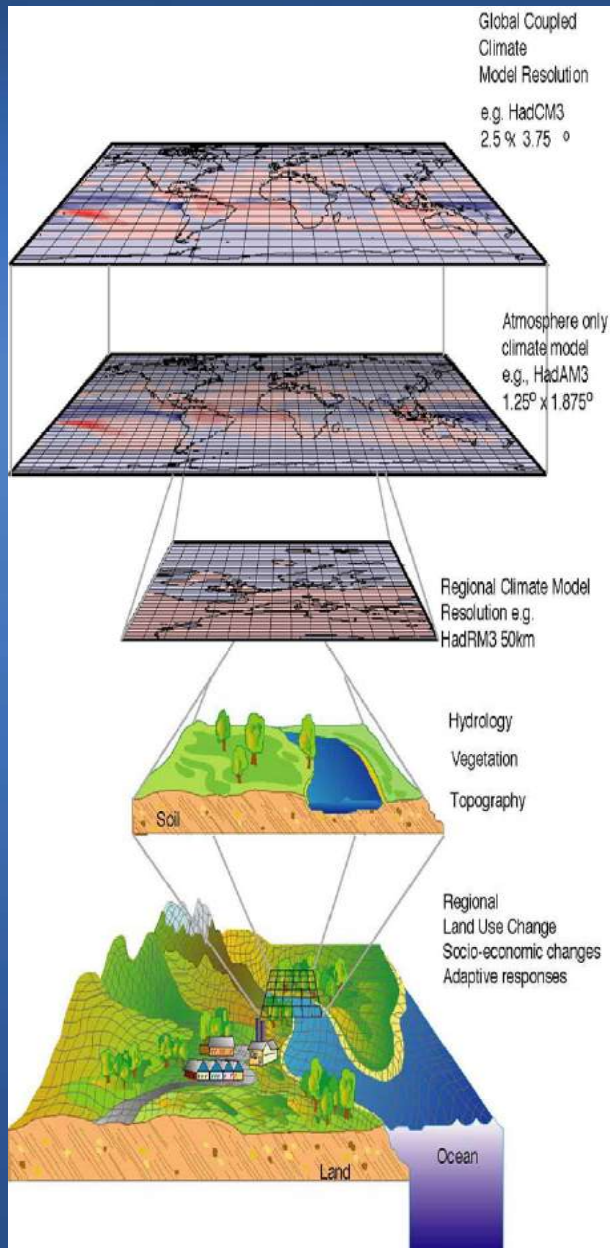 Global Coupled
Climate
Model Resolution
e.g. HadCM3
2.5 °x 3.75 °
Atmosphere only
climate model
e.g., HadAM3
1.25° x 1.875°
Regional Climate Model
Resolution e.g.
HadRM3 50km
Hydrology
Vegetation
Topography
Soil
Regional
Land Use Change
Socio-economic changes
Adaptive responses
Ocean
Land